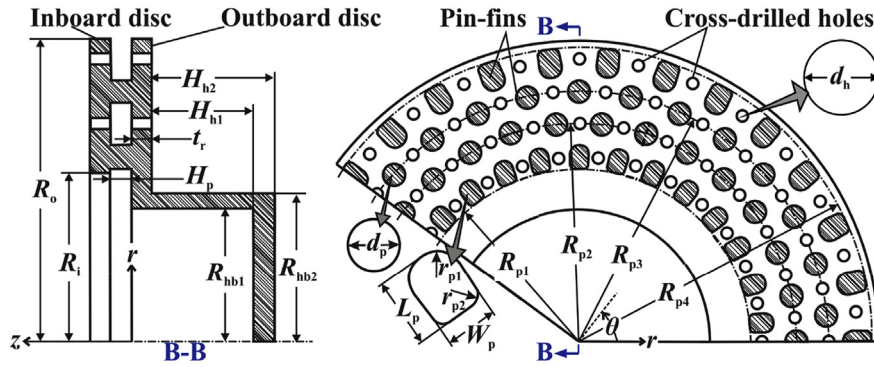 Inboard disc
Outboard disc
Pin-fins
Cross-drilled holes
B
H_h2
H_h1
t_r
H_p
R_o
R_i
r
R_hb1
R_hb2
z
B-B
d_h
d_p
r_p1
r_p2
L_p
W_p
R_p1
R_p2
R_p3
R_p4
θ
B
r